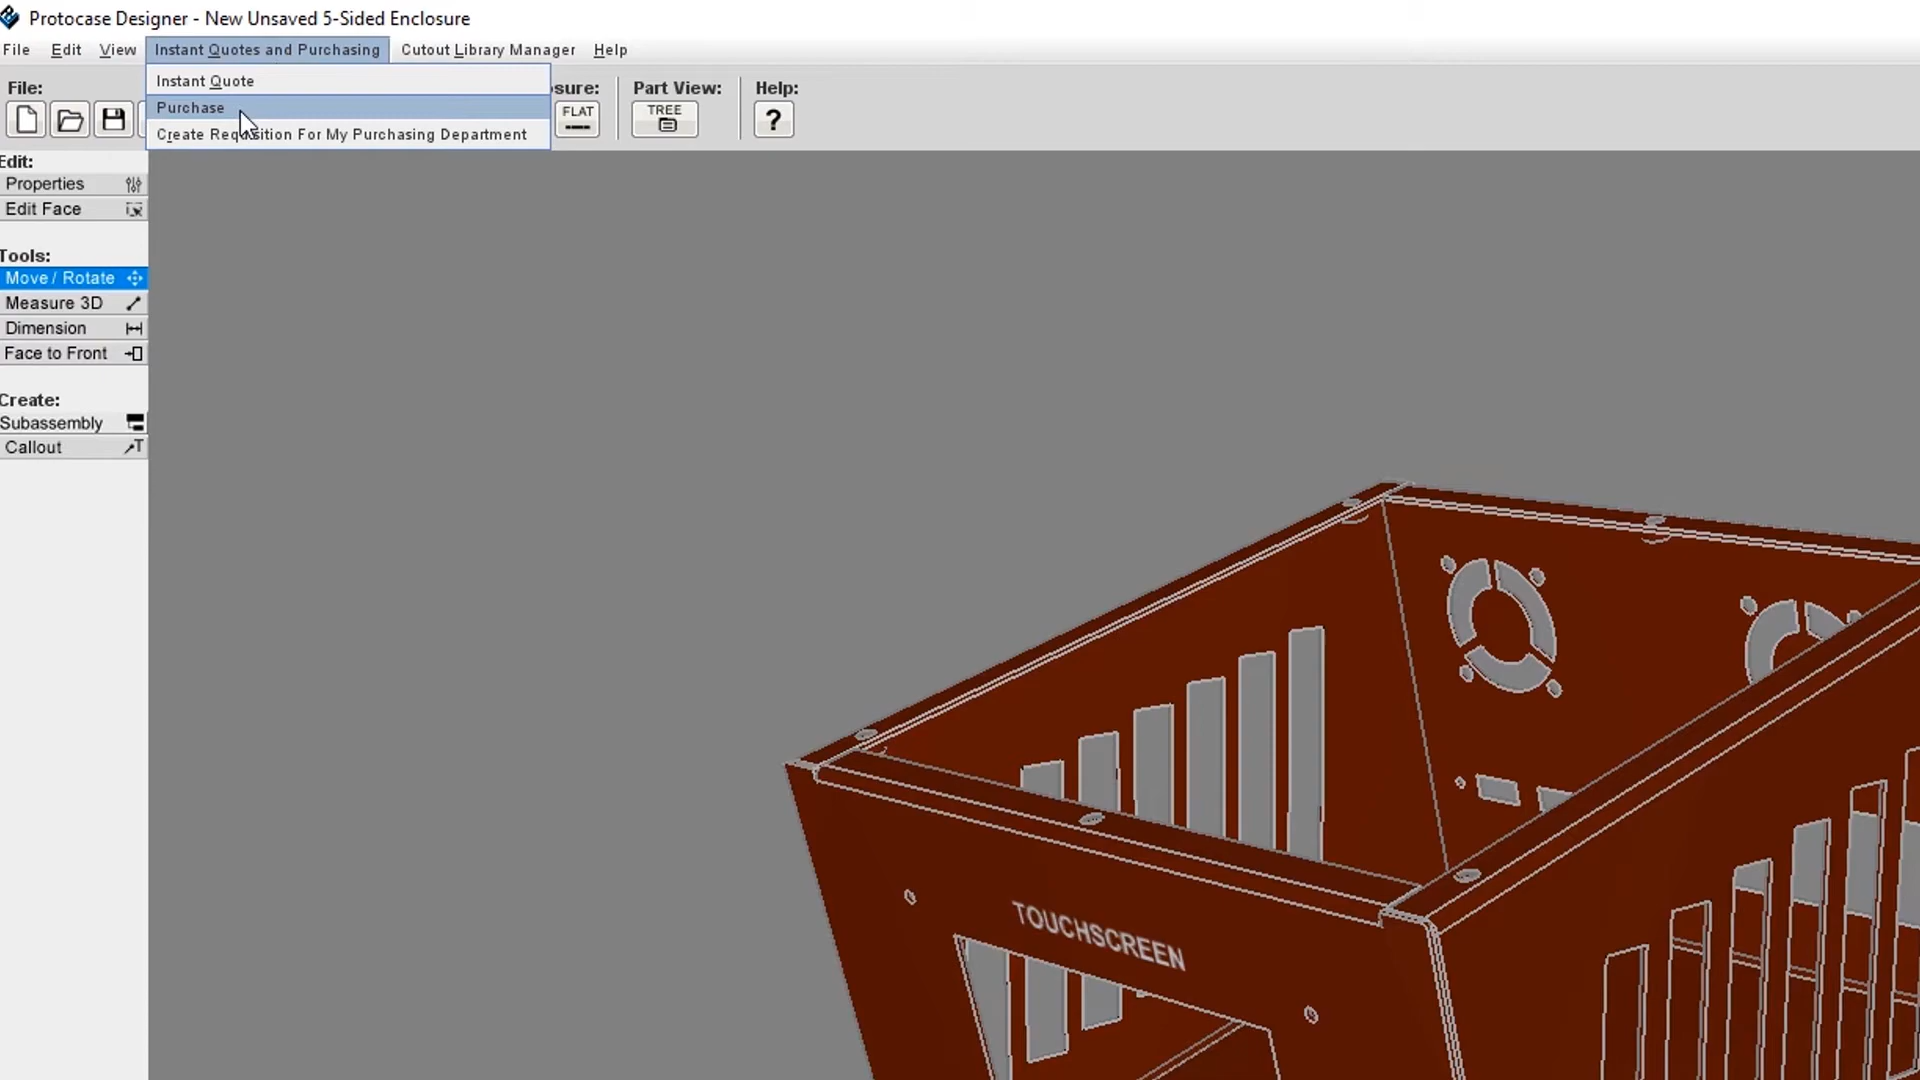 Protocase Designer - New Unsaved 5-Sided Enclosure
File Edit View Instant Quotes and Purchasing Cutout Library Manager Help
Instant Quote
Purchase
Create Requisition For My Purchasing Department
File: osure: Part View: Help:
FLAT TREE ?
Edit:
Properties
Edit Face
Tools:
Move / Rotate
Measure 3D
Dimension
Face to Front
Create:
Subassembly
Callout
TOUCHSCREEN